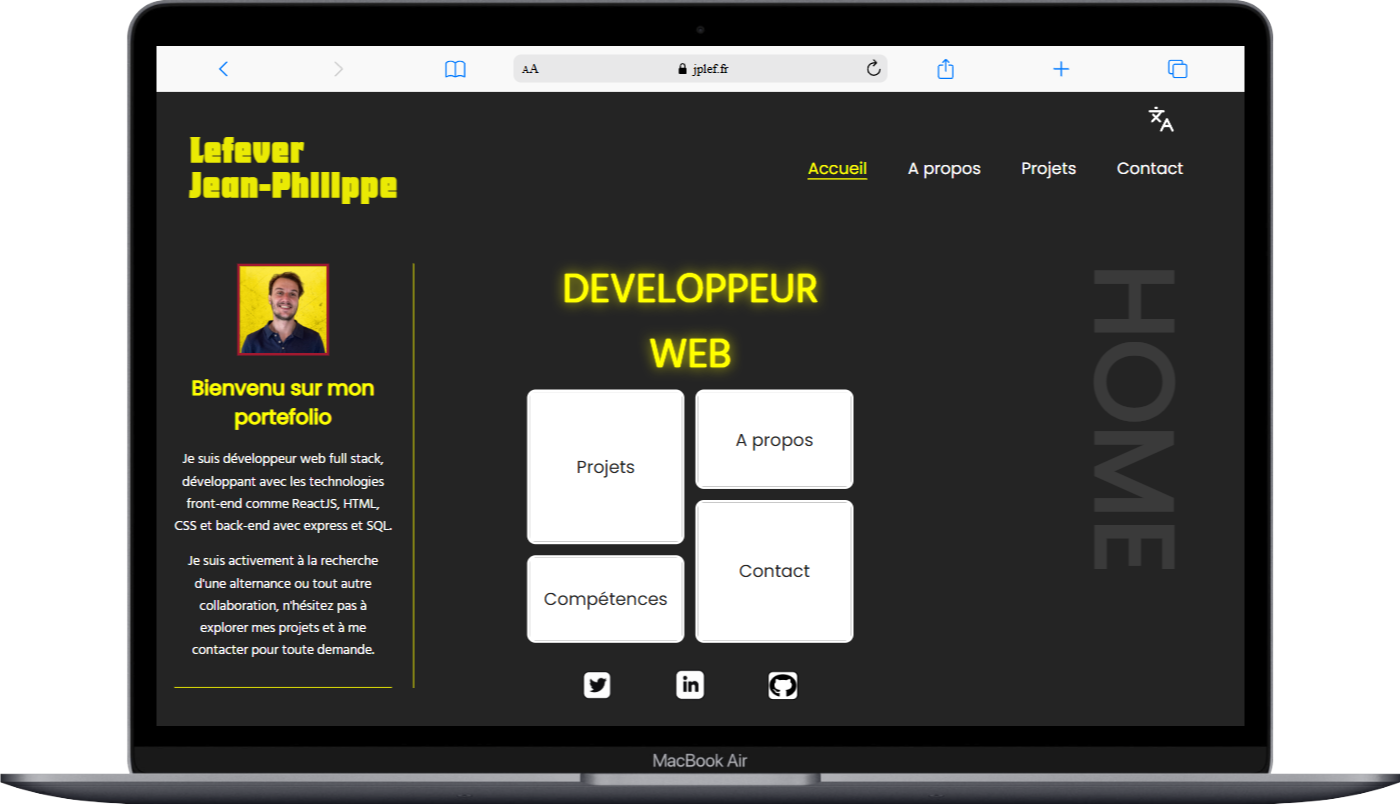 AA
jplef.fr
Lefever
Jean-Philippe
Accueil
A propos
Projets
Contact
Bienvenu sur mon
portefolio
Je suis développeur web full stack,
développant avec les technologies
front-end comme ReactJS, HTML,
CSS et back-end avec express et SQL.
Je suis activement à la recherche
d'une alternance ou tout autre
collaboration, n'hésitez pas à
explorer mes projets et à me
contacter pour toute demande.
DEVELOPPEUR
WEB
Projets
A propos
Compétences
Contact
in
HOME
MacBook Air